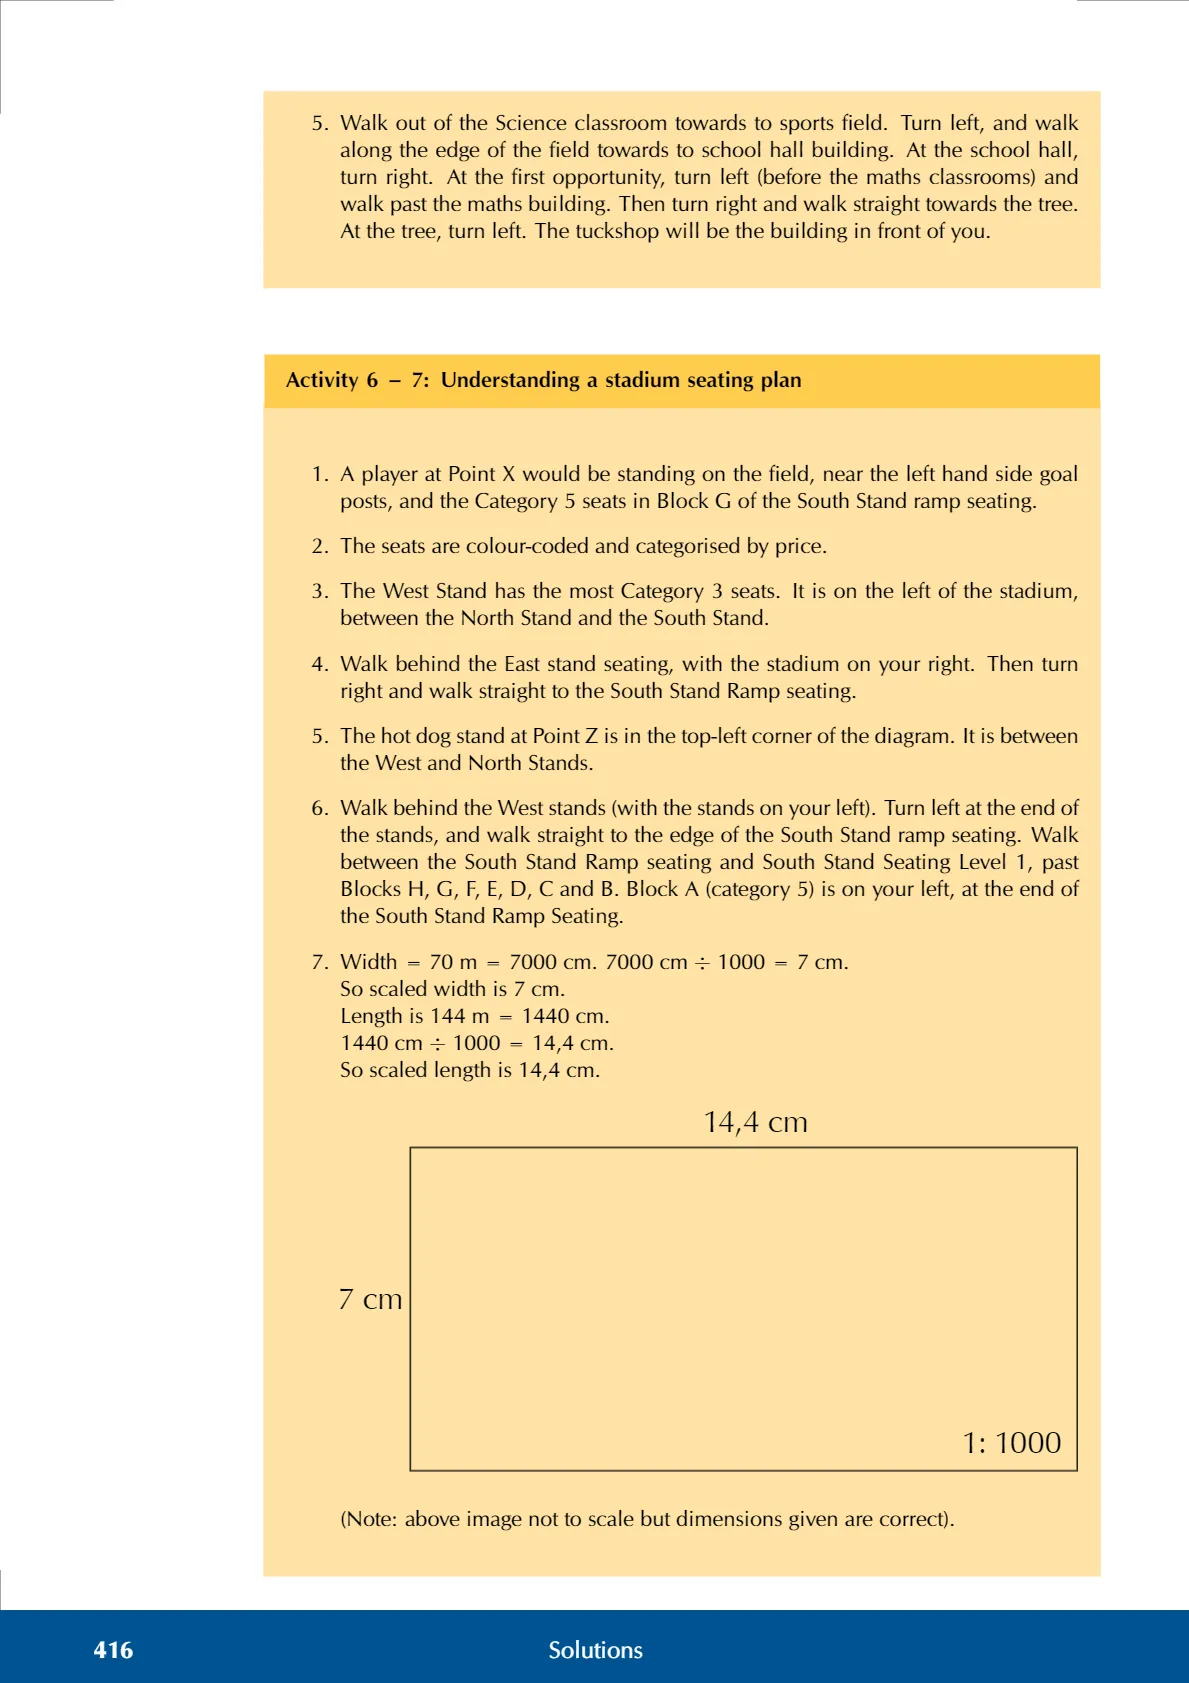 5. Walk out of the Science classroom towards to sports field. Turn left, and walk
along the edge of the field towards to school hall building. At the school hall,
turn right. At the first opportunity, turn left (before the maths classrooms) and
walk past the maths building. Then turn right and walk straight towards the tree.
At the tree, turn left. The tuckshop will be the building in front of you.
Activity 6 – 7: Understanding a stadium seating plan
1. A player at Point X would be standing on the field, near the left hand side goal
posts, and the Category 5 seats in Block G of the South Stand ramp seating.
2. The seats are colour-coded and categorised by price.
3. The West Stand has the most Category 3 seats. It is on the left of the stadium,
between the North Stand and the South Stand.
4. Walk behind the East stand seating, with the stadium on your right. Then turn
right and walk straight to the South Stand Ramp seating.
5. The hot dog stand at Point Z is in the top-left corner of the diagram. It is between
the West and North Stands.
6. Walk behind the West stands (with the stands on your left). Turn left at the end of
the stands, and walk straight to the edge of the South Stand ramp seating. Walk
between the South Stand Ramp seating and South Stand Seating Level 1, past
Blocks H, G, F, E, D, C and B. Block A (category 5) is on your left, at the end of
the South Stand Ramp Seating.
7. Width = 70 m = 7000 cm. 7000 cm ÷ 1000 = 7 cm.
So scaled width is 7 cm.
Length is 144 m = 1440 cm.
1440 cm ÷ 1000 = 14,4 cm.
So scaled length is 14,4 cm.
14,4 cm
7 cm
1: 1000
(Note: above image not to scale but dimensions given are correct).
416 Solutions